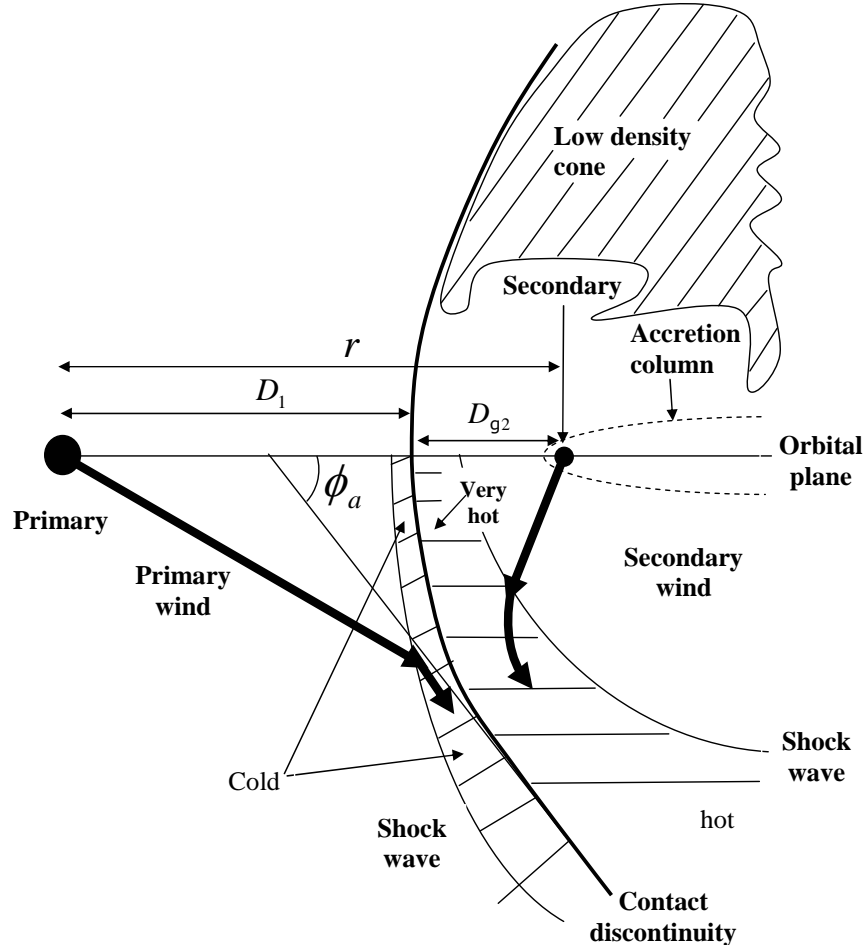 Low density
cone
Secondary
Accretion
column
r
D1
Dg2
Orbital
plane
ϕa
Very
hot
Primary
Primary
wind
Secondary
wind
Cold
Shock
wave
Shock
wave
hot
Contact
discontinuity